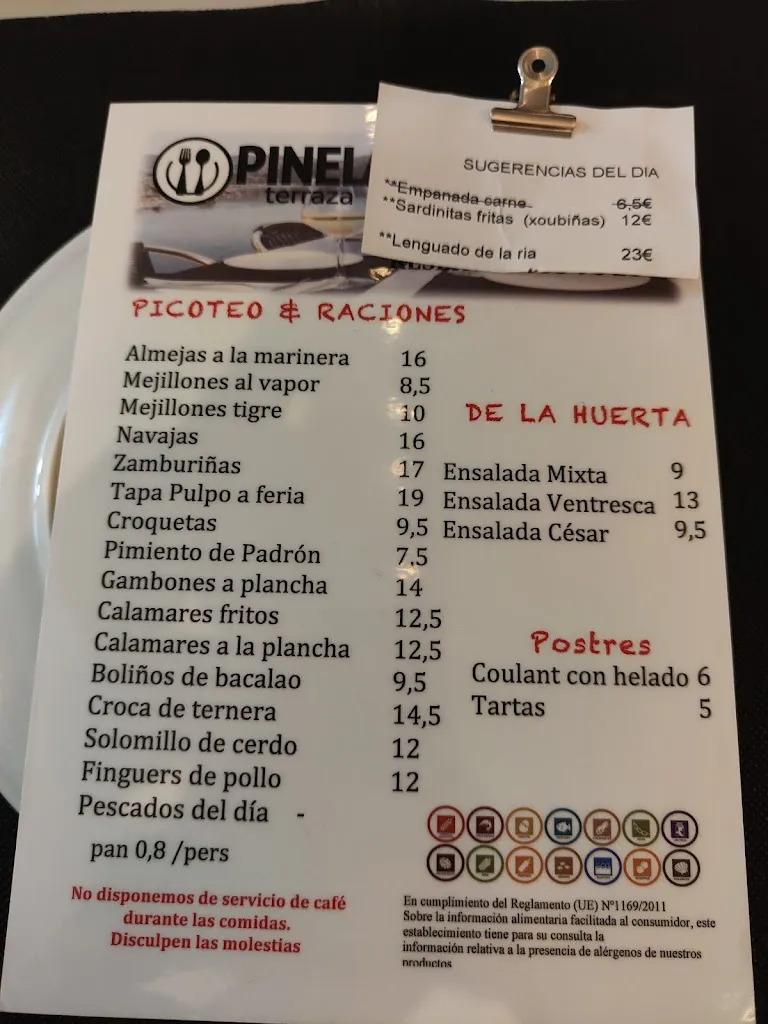 PINEL
terraza
SUGERENCIAS DEL DIA
**Empanada carne 6,5€
**Sardinitas fritas (xoubiñas) 12€
**Lenguado de la ria 23€
PICOTEO & RACIONES
Almejas a la marinera 16
Mejillones al vapor 8,5
Mejillones tigre 10
Navajas 16
Zamburiñas 17
Tapa Pulpo a feria 19
Croquetas 9,5
Pimiento de Padrón 7,5
Gambones a plancha 14
Calamares fritos 12,5
Calamares a la plancha 12,5
Boliños de bacalao 9,5
Croca de ternera 14,5
Solomillo de cerdo 12
Finguers de pollo 12
Pescados del día -
pan 0,8 /pers
No disponemos de servicio de café
durante las comidas.
Disculpen las molestias
DE LA HUERTA
Ensalada Mixta 9
Ensalada Ventresca 13
Ensalada César 9,5
Postres
Coulant con helado 6
Tartas 5
En cumplimiento del Reglamento (UE) Nº1169/2011
Sobre la información alimentaria facilitada al consumidor, este
establecimiento tiene para su consulta la
información relativa a la presencia de alérgenos de nuestros
productos